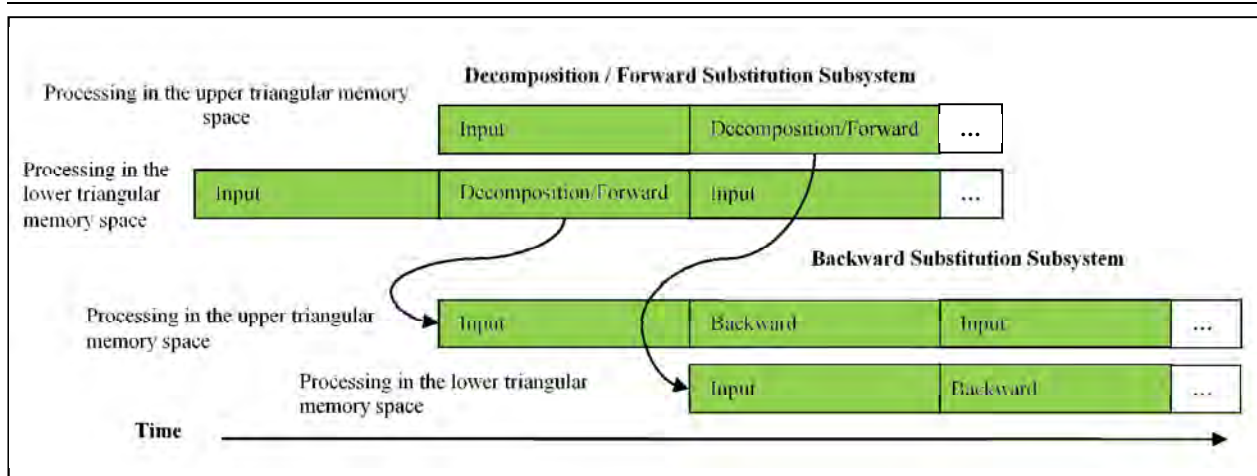 Decomposition / Forward Substitution Subsystem
Processing in the upper triangular memory
space
Input Decomposition/Forward ...
Processing in the
lower triangular
memory space
Input Decomposition/Forward Input ...
Backward Substitution Subsystem
Processing in the upper triangular
memory space
Input Backward Input ...
Processing in the lower triangular
memory space
Input Backward ...
Time